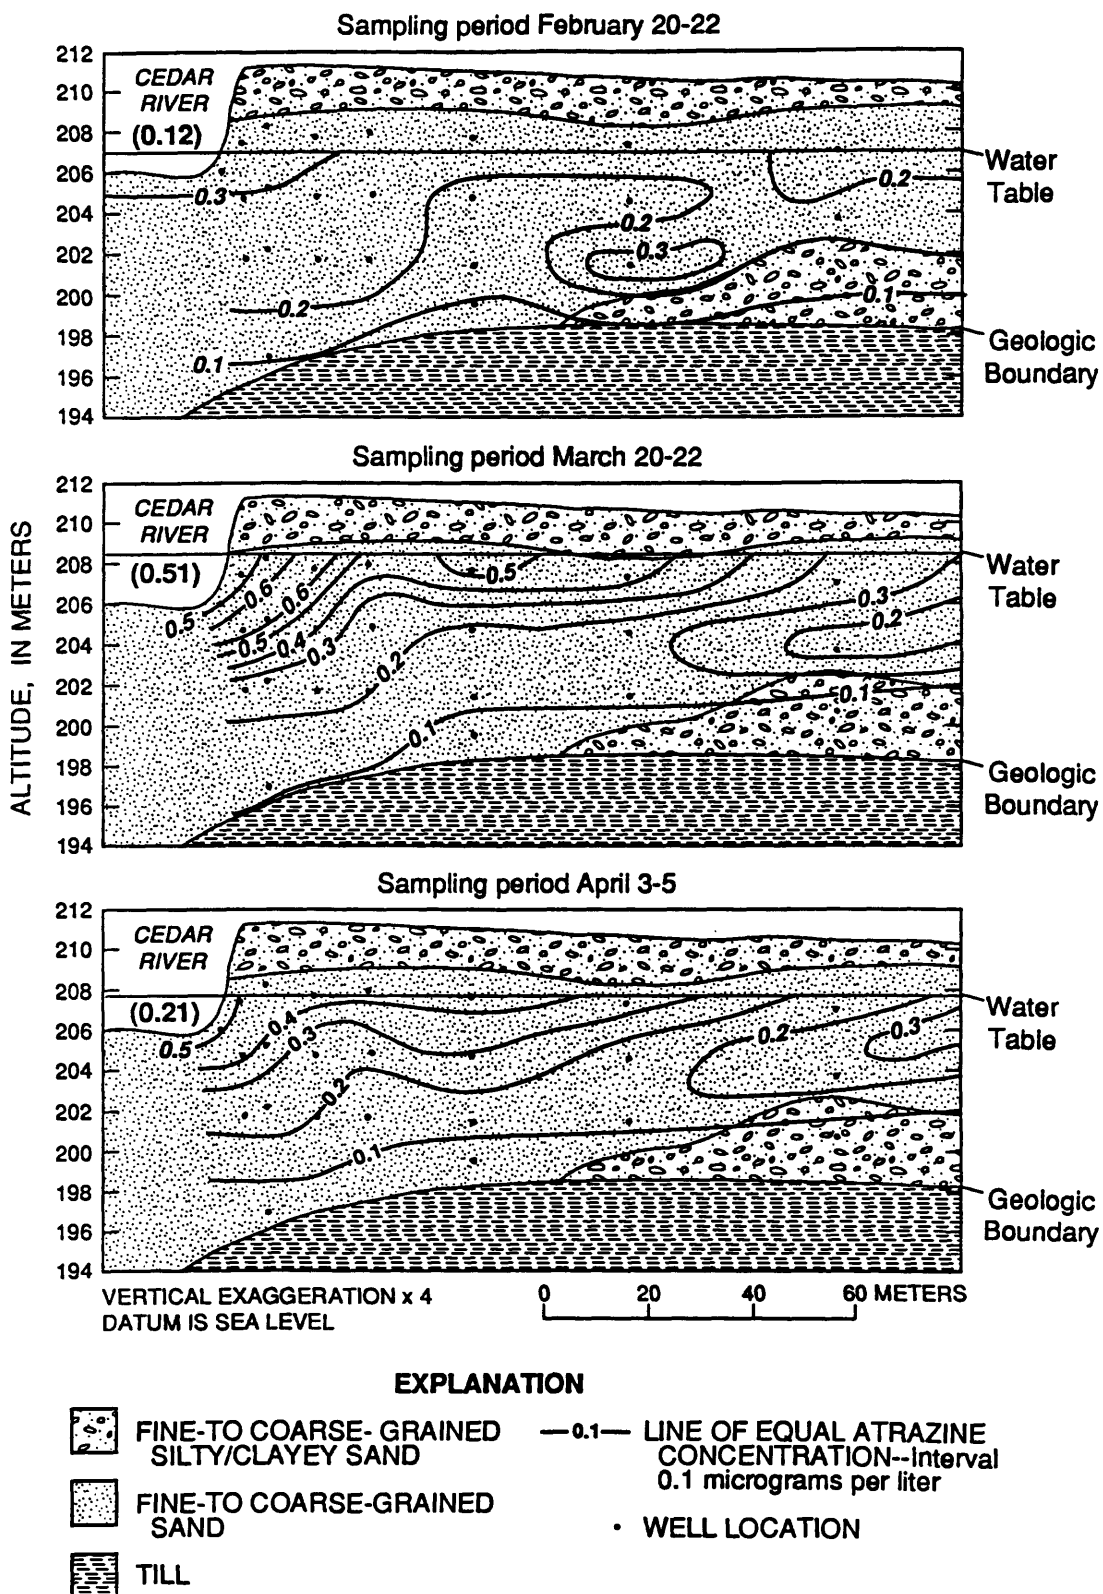 Sampling period February 20-22
212
210
208
206
204
202
200
198
196
194
CEDAR
RIVER
(0.12)
0.3
0.2
0.1
0.2
0.3
0.2
0.1
Water
Table
Geologic
Boundary
Sampling period March 20-22
ALTITUDE, IN METERS
212
210
208
206
204
202
200
198
196
194
CEDAR
RIVER
(0.51)
0.5
0.6
0.6
0.5
0.4
0.3
0.5
0.2
0.1
0.3
0.2
0.1
Water
Table
Geologic
Boundary
Sampling period April 3-5
212
210
208
206
204
202
200
198
196
194
CEDAR
RIVER
(0.21)
0.5
0.4
0.3
0.2
0.1
0.2
0.3
Water
Table
Geologic
Boundary
VERTICAL EXAGGERATION x 4
DATUM IS SEA LEVEL
0 20 40 60 METERS
EXPLANATION
FINE-TO COARSE- GRAINED
SILTY/CLAYEY SAND
FINE-TO COARSE-GRAINED
SAND
TILL
—0.1— LINE OF EQUAL ATRAZINE
CONCENTRATION--Interval
0.1 micrograms per liter
• WELL LOCATION